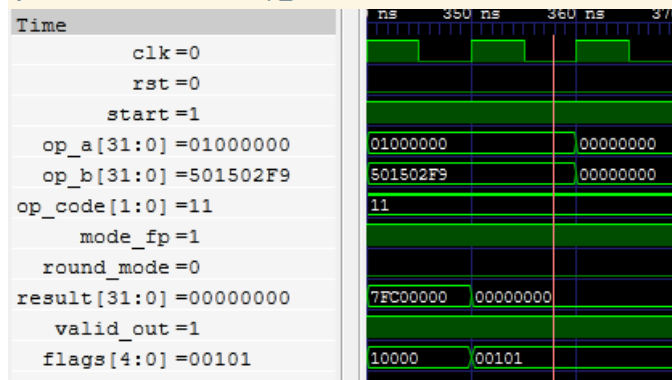 Time
ns 350 ns 360 ns 37
clk=0
rst=0
start=1
op_a[31:0]=01000000 01000000 00000000
op_b[31:0]=501502F9 501502F9 00000000
op_code[1:0]=11 11
mode_fp=1
round_mode=0
result[31:0]=00000000 7FC00000 00000000
valid_out=1
flags[4:0]=00101 10000 00101